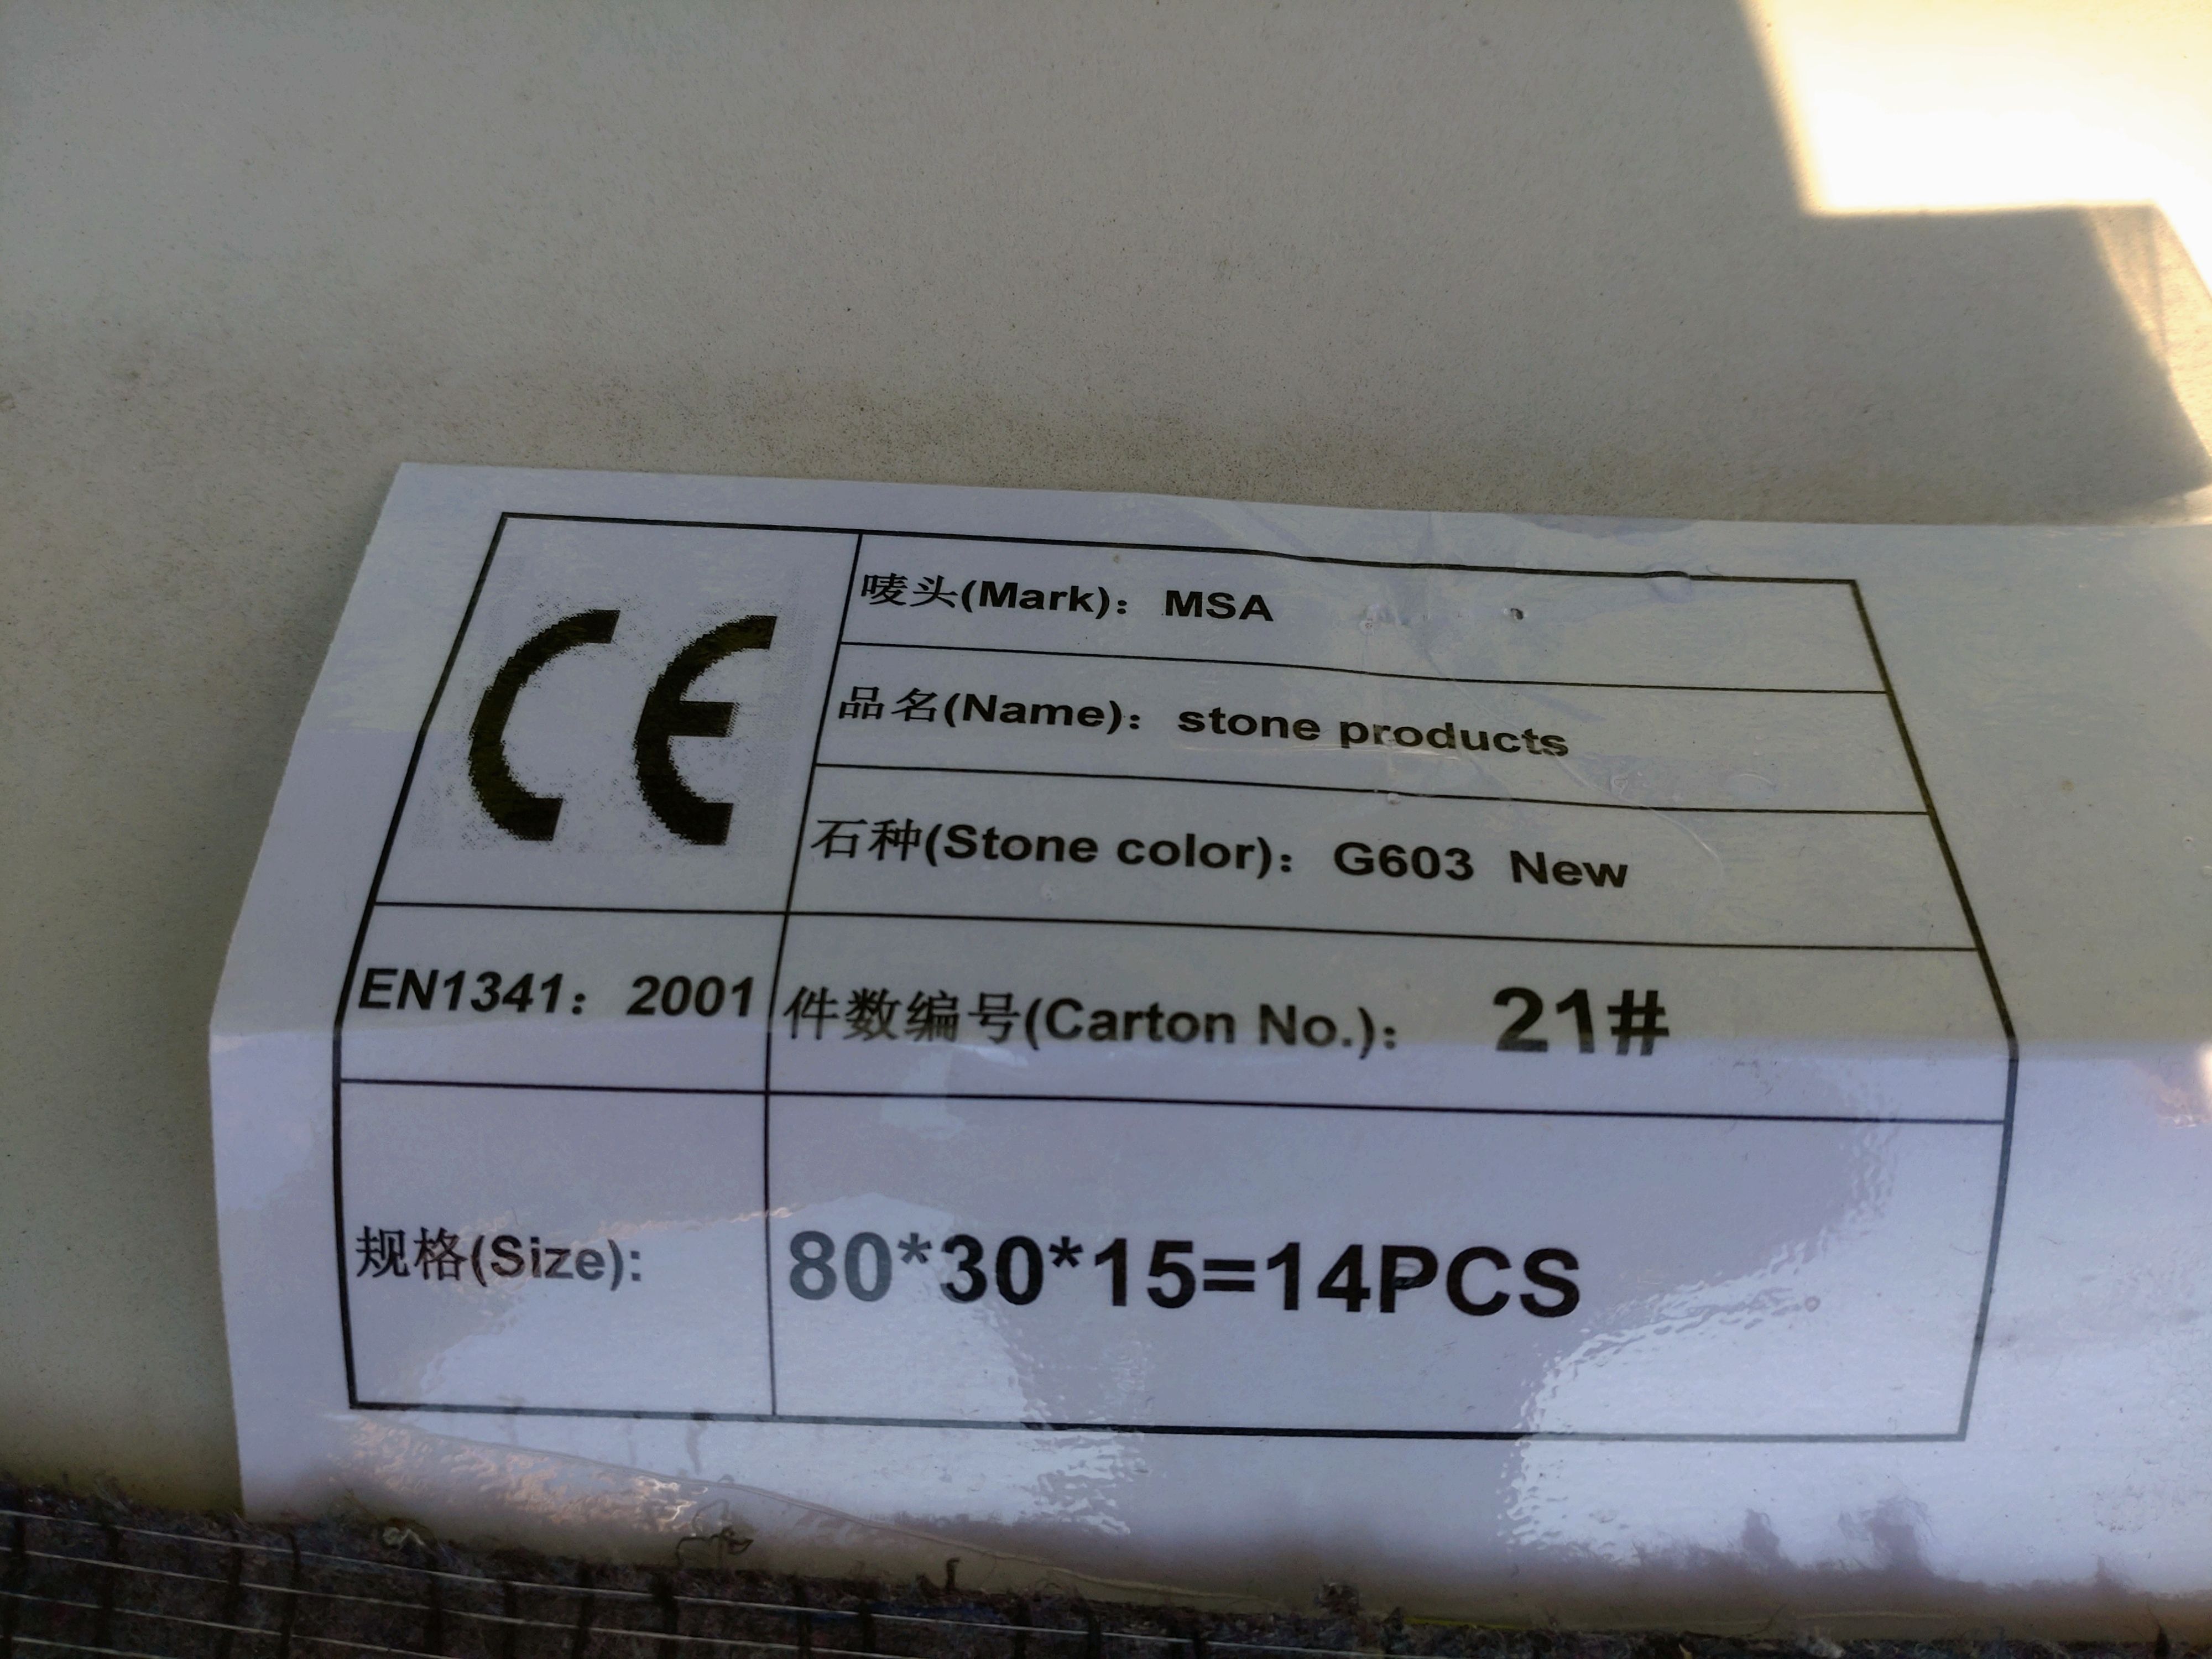 CE
唛头(Mark)：MSA
品名(Name)：stone products
石种(Stone color)：G603 New
EN1341：2001
件数编号(Carton No.)： 21#
规格(Size):
80*30*15=14PCS